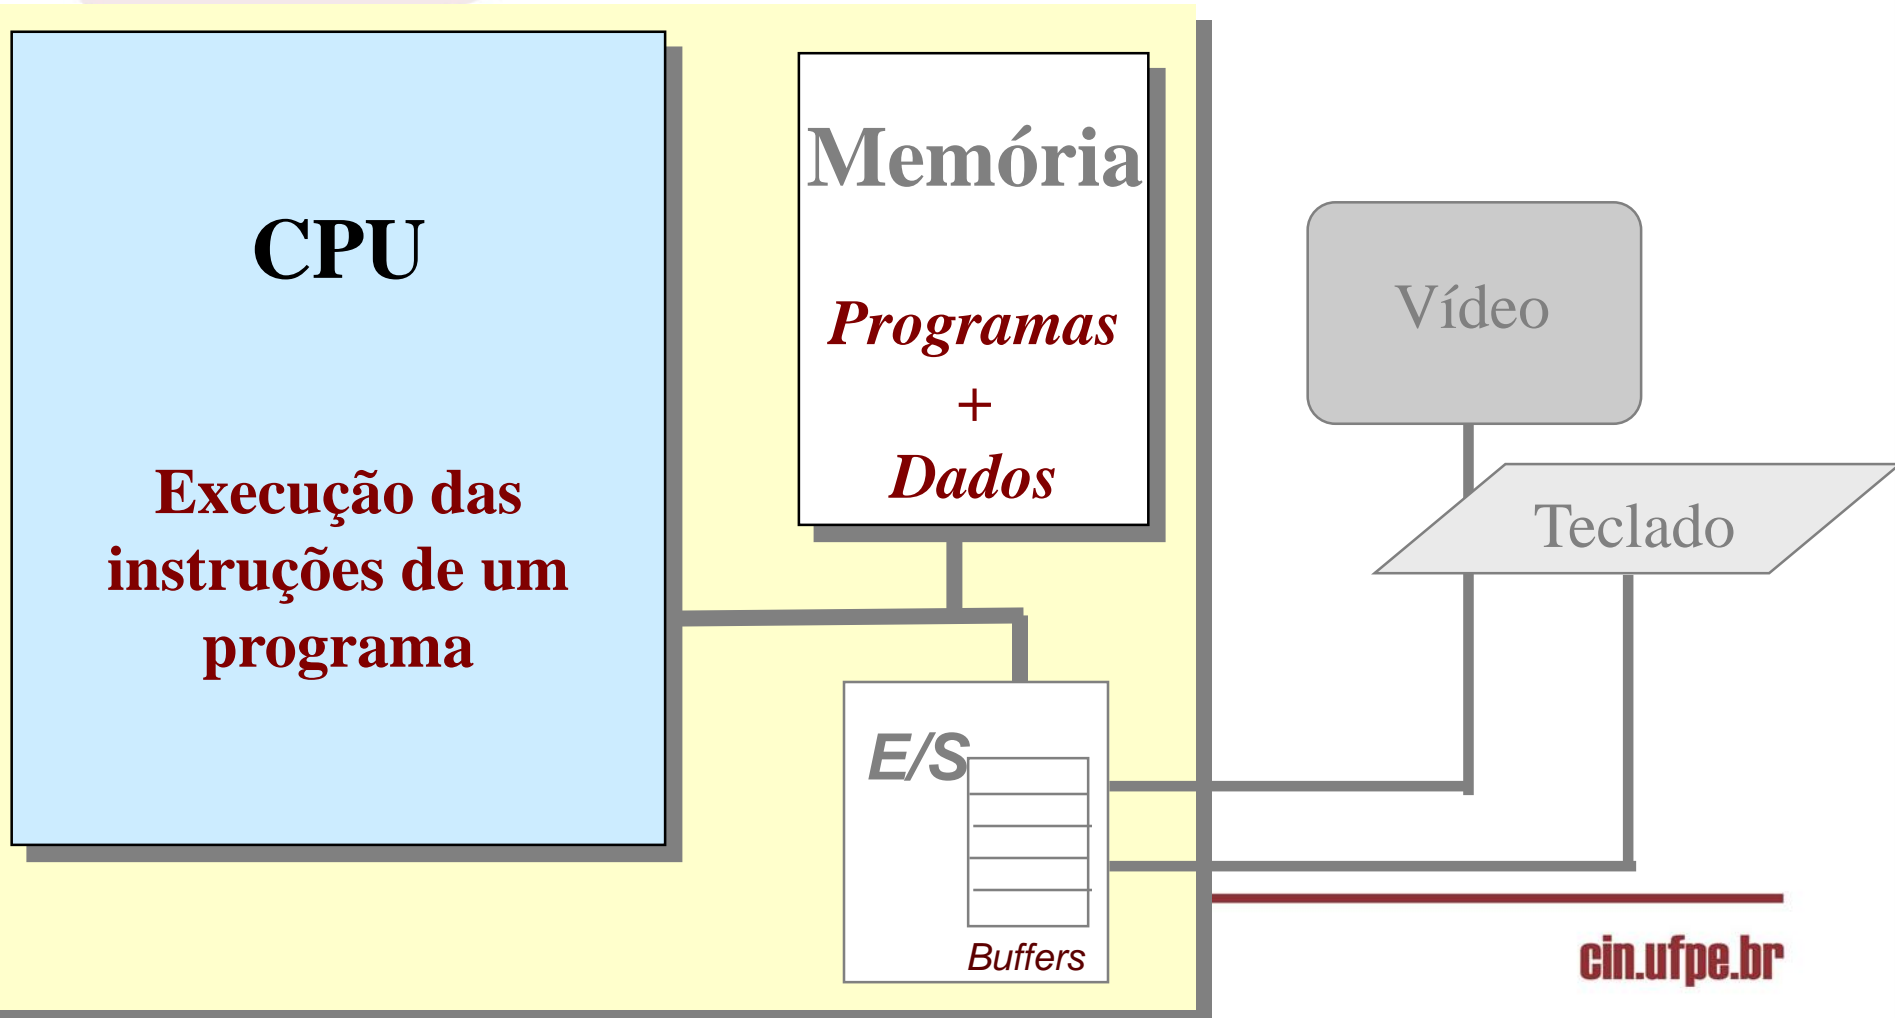 CPU
Execução das
instruções de um
programa
Memória
Programas
+
Dados
E/S
Buffers
Vídeo
Teclado
cin.ufpe.br